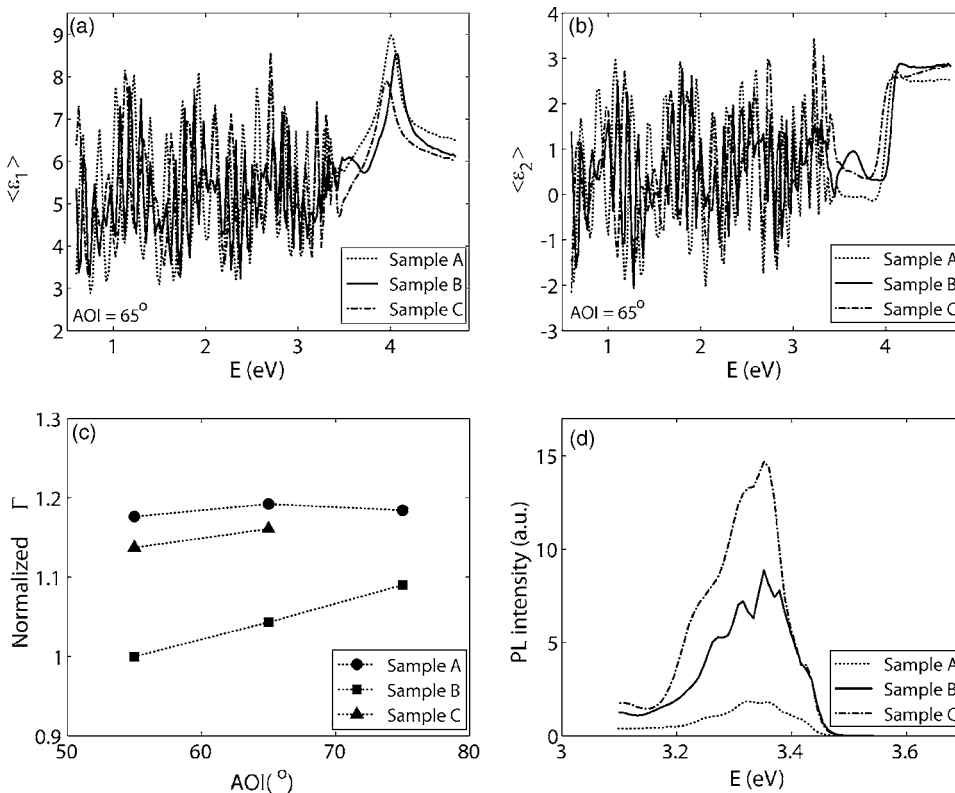 (a)
<ε1>
9
8
7
6
5
4
3
2
1 2 3 4
E (eV)
AOI = 65°
Sample A
Sample B
Sample C
(b)
<ε2>
4
3
2
1
0
-1
-2
-3
1 2 3 4
E (eV)
AOI = 65°
Sample A
Sample B
Sample C
(c)
Normalized Γ
1.3
1.2
1.1
1
0.9
50 60 70 80
AOI(°)
Sample A
Sample B
Sample C
(d)
PL intensity (a.u.)
15
10
5
0
3 3.2 3.4 3.6
E (eV)
Sample A
Sample B
Sample C